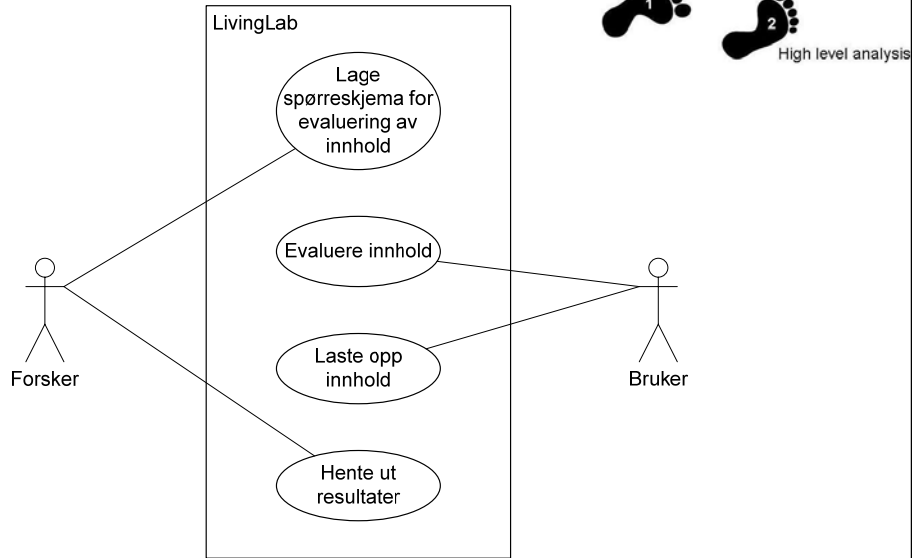 LivingLab
1
2
High level analysis
Lage
spørreskjema for
evaluering av
innhold
Evaluere innhold
Forsker
Bruker
Laste opp
innhold
Hente ut
resultater